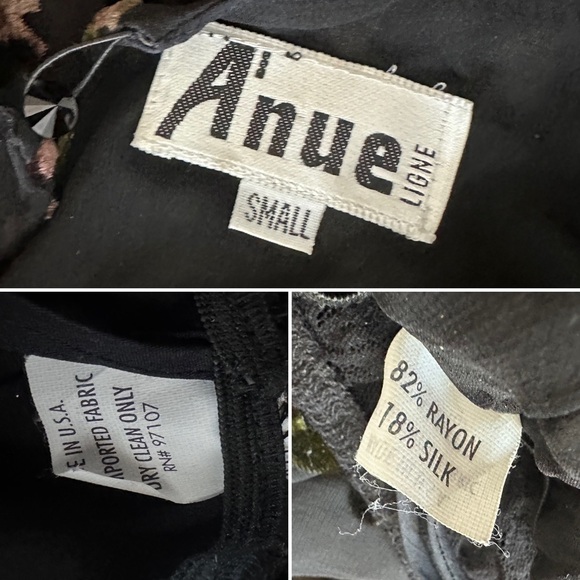 A'nue
LIGNE
SMALL
E IN U.S.A.
PORTED FABRIC
DRY CLEAN ONLY
RN# 97107
82% RAYON
18% SILK